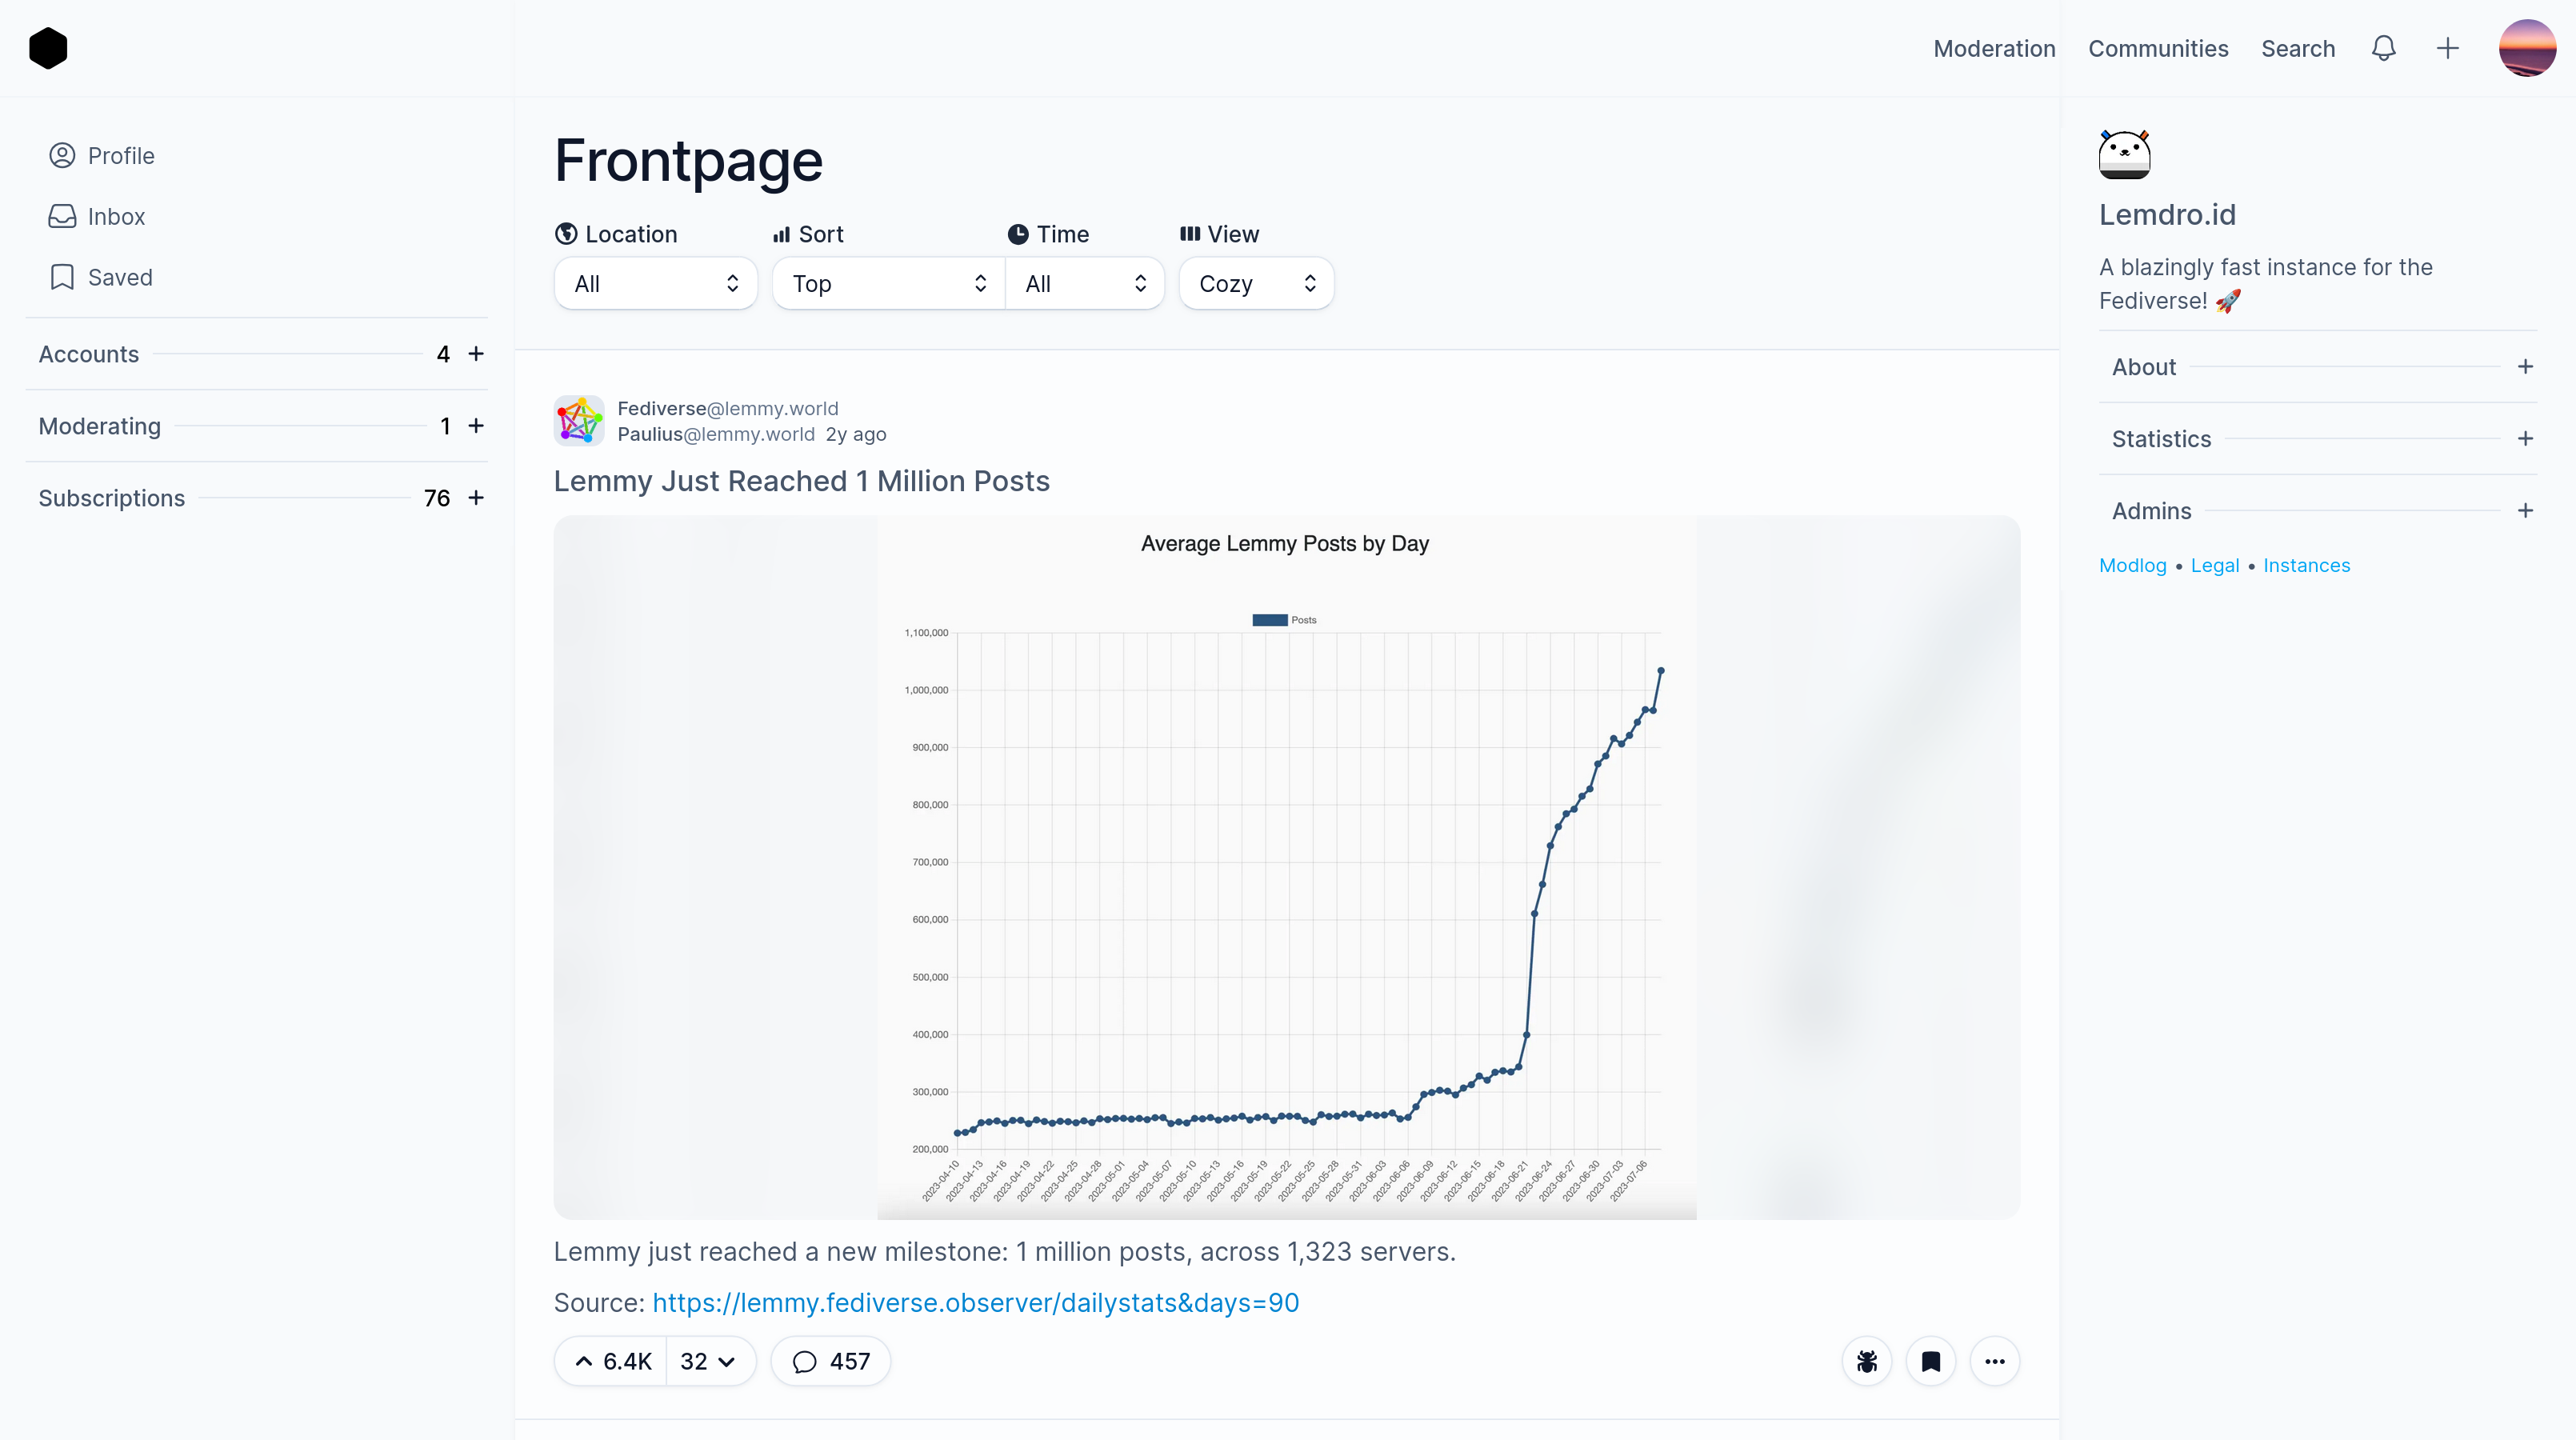 Moderation
Communities
Search
Profile
Inbox
Saved
Accounts 4
Moderating 1
Subscriptions 76
Frontpage
Location
Sort
Time
View
All
Top
All
Cozy
Fediverse@lemmy.world
Paulius@lemmy.world 2y ago
Lemmy Just Reached 1 Million Posts
Average Lemmy Posts by Day
Posts
1,100,000
1,000,000
900,000
800,000
700,000
600,000
500,000
400,000
300,000
200,000
2023-04-10
2023-04-13
2023-04-16
2023-04-19
2023-04-22
2023-04-25
2023-04-28
2023-05-01
2023-05-04
2023-05-07
2023-05-10
2023-05-13
2023-05-16
2023-05-19
2023-05-22
2023-05-25
2023-05-28
2023-05-31
2023-06-03
2023-06-06
2023-06-09
2023-06-12
2023-06-15
2023-06-18
2023-06-21
2023-06-24
2023-06-27
2023-06-30
2023-07-03
2023-07-06
Lemmy just reached a new milestone: 1 million posts, across 1,323 servers.
Source: https://lemmy.fediverse.observer/dailystats&days=90
6.4K
32
457
Lemdro.id
A blazingly fast instance for the
Fediverse! 🚀
About
Statistics
Admins
Modlog • Legal • Instances